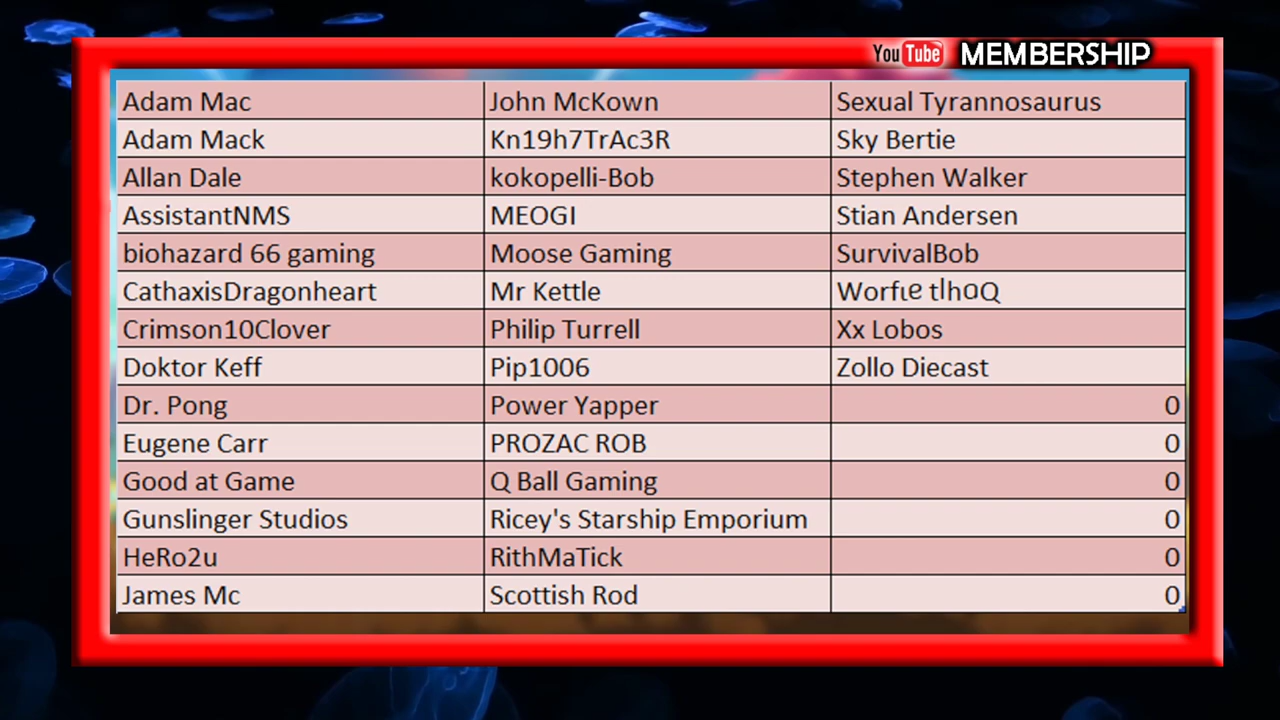 YouTube MEMBERSHIP
Adam Mac John McKown Sexual Tyrannosaurus
Adam Mack Kn19h7TrAc3R Sky Bertie
Allan Dale kokopelli-Bob Stephen Walker
AssistantNMS MEOGI Stian Andersen
biohazard 66 gaming Moose Gaming SurvivalBob
CathaxisDragonheart Mr Kettle Worfιҽ tlhɑQ
Crimson10Clover Philip Turrell Xx Lobos
Doktor Keff Pip1006 Zollo Diecast
Dr. Pong Power Yapper 0
Eugene Carr PROZAC ROB 0
Good at Game Q Ball Gaming 0
Gunslinger Studios Ricey's Starship Emporium 0
HeRo2u RithMaTick 0
James Mc Scottish Rod 0